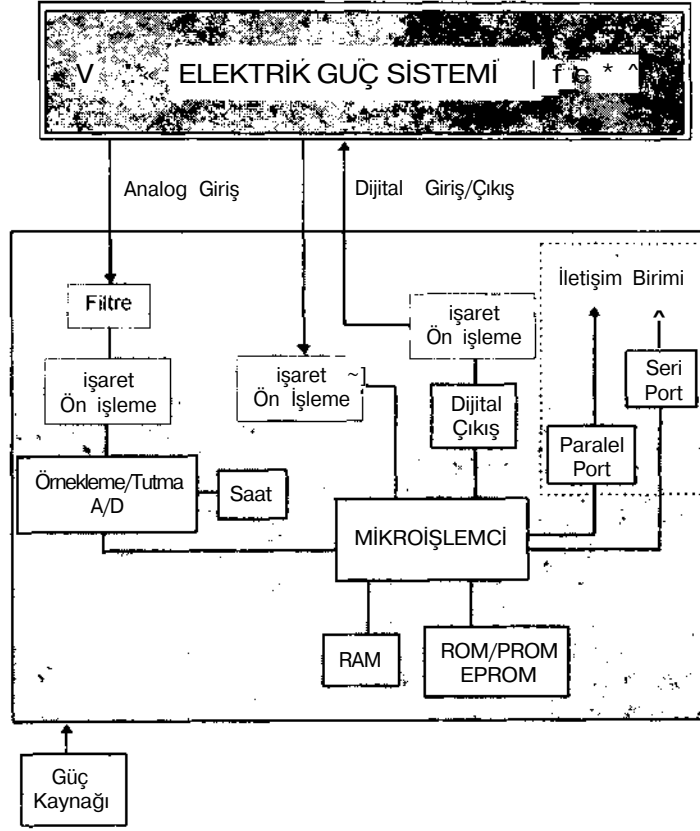 ELEKTRİK GUÇ SİSTEMİ
Analog Giriş
Dijital Giriş/Çıkış
Filtre
işaret
Ön işleme
işaret
Ön İşleme
işaret
Ön işleme
Dijital
Çıkış
İletişim Birimi
Seri
Port
Paralel
Port
Örnekleme/Tutma
A/D
Saat
MİKROİŞLEMCİ
RAM
ROM/PROM
EPROM
Güç
Kaynağı